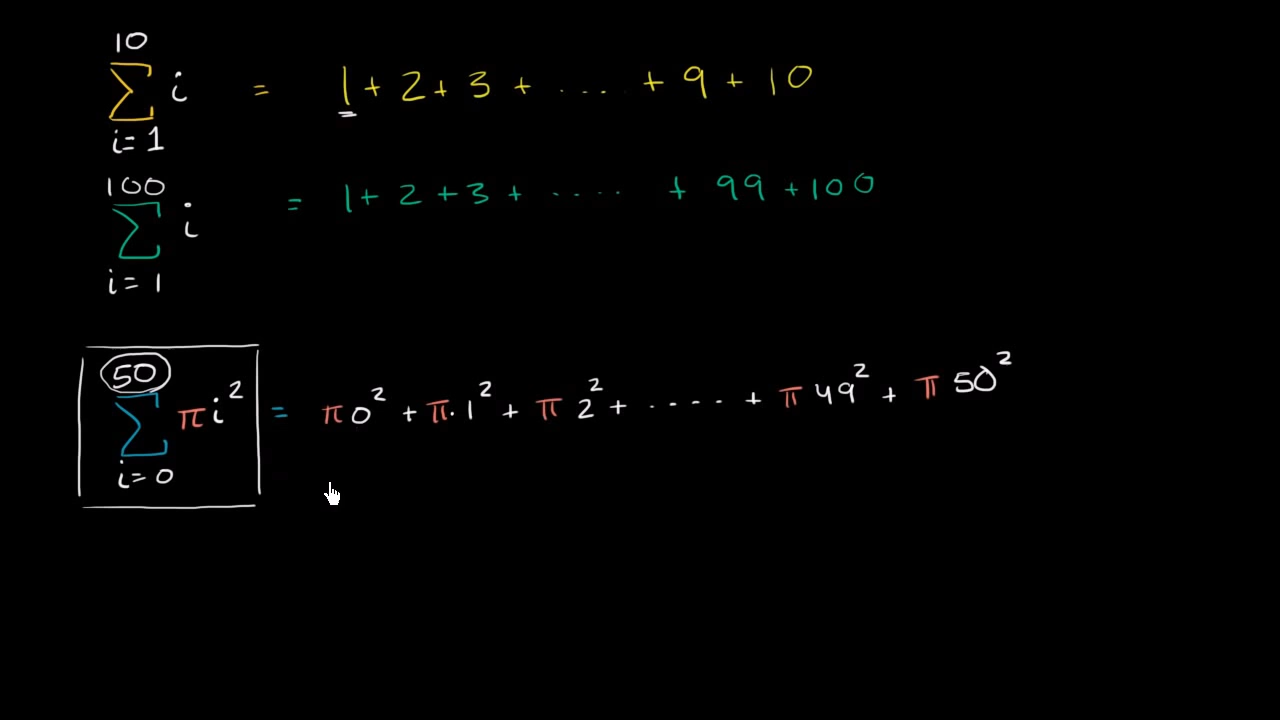 10
∑ i = 1 + 2 + 3 + .... + 9 + 10
i = 1
100
∑ i = 1 + 2 + 3 + ..... + 99 + 100
i = 1
50
∑ πi² = π0² + π·1² + π2² + ..... + π49² + π50²
i = 0